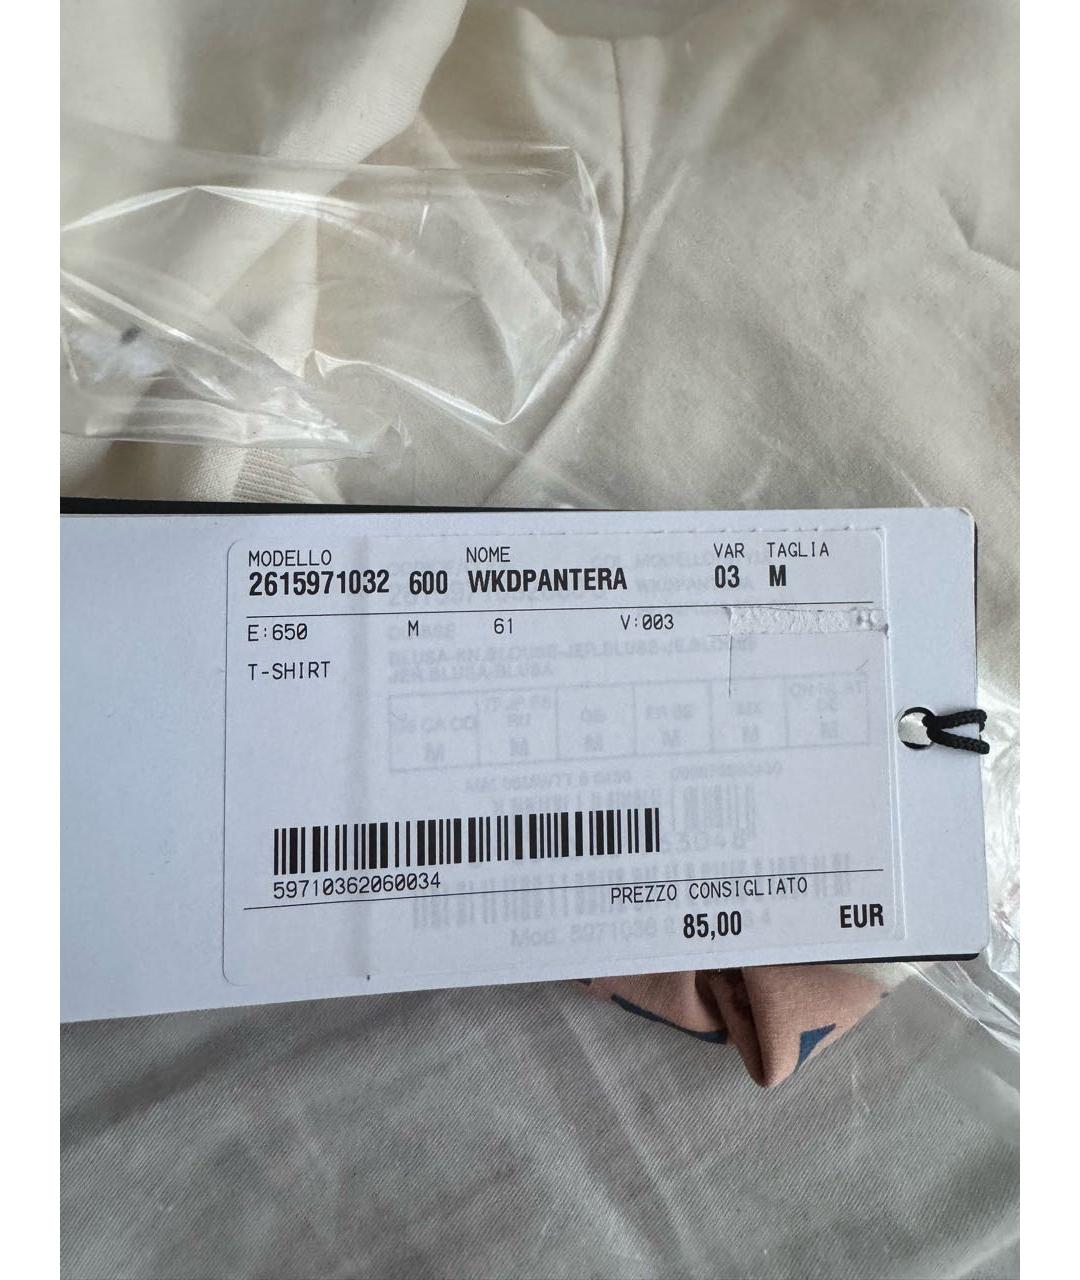 MODELLO NOME VAR TAGLIA
2615971032 600 WKDPANTERA 03 M
E:650 M 61 V:003
T-SHIRT
59710362060034
PREZZO CONSIGLIATO
85,00 EUR